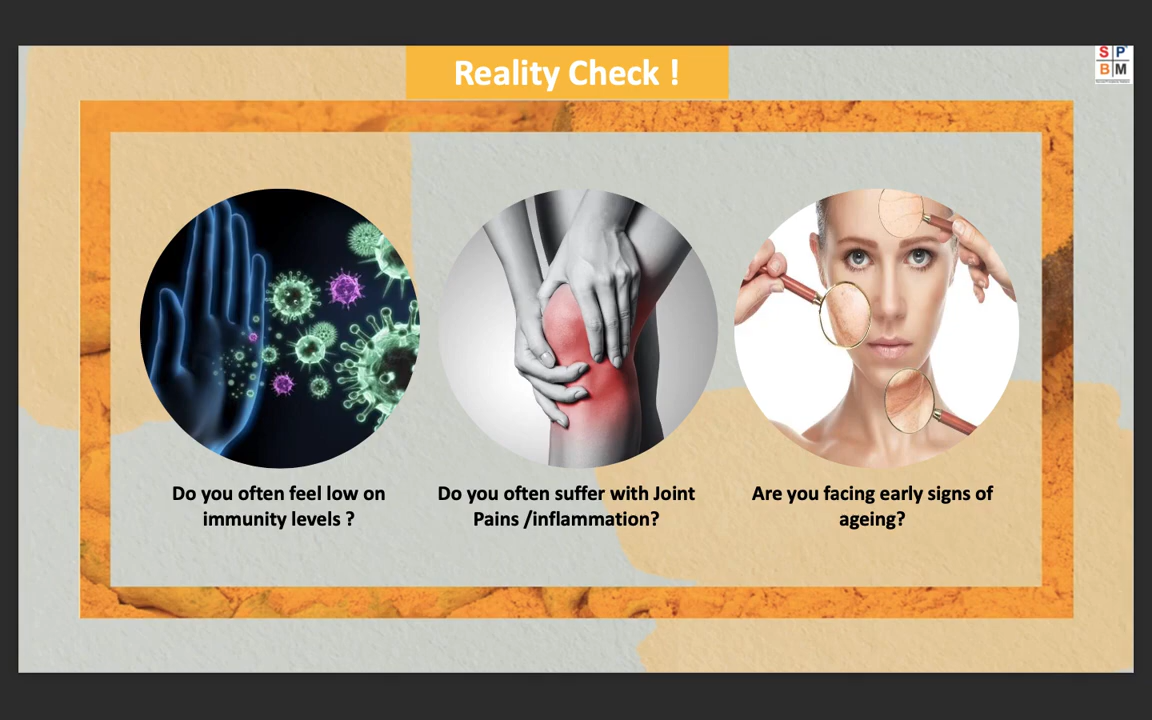 Reality Check !
S P
B M
Do you often feel low on
immunity levels ?
Do you often suffer with Joint
Pains /inflammation?
Are you facing early signs of
ageing?